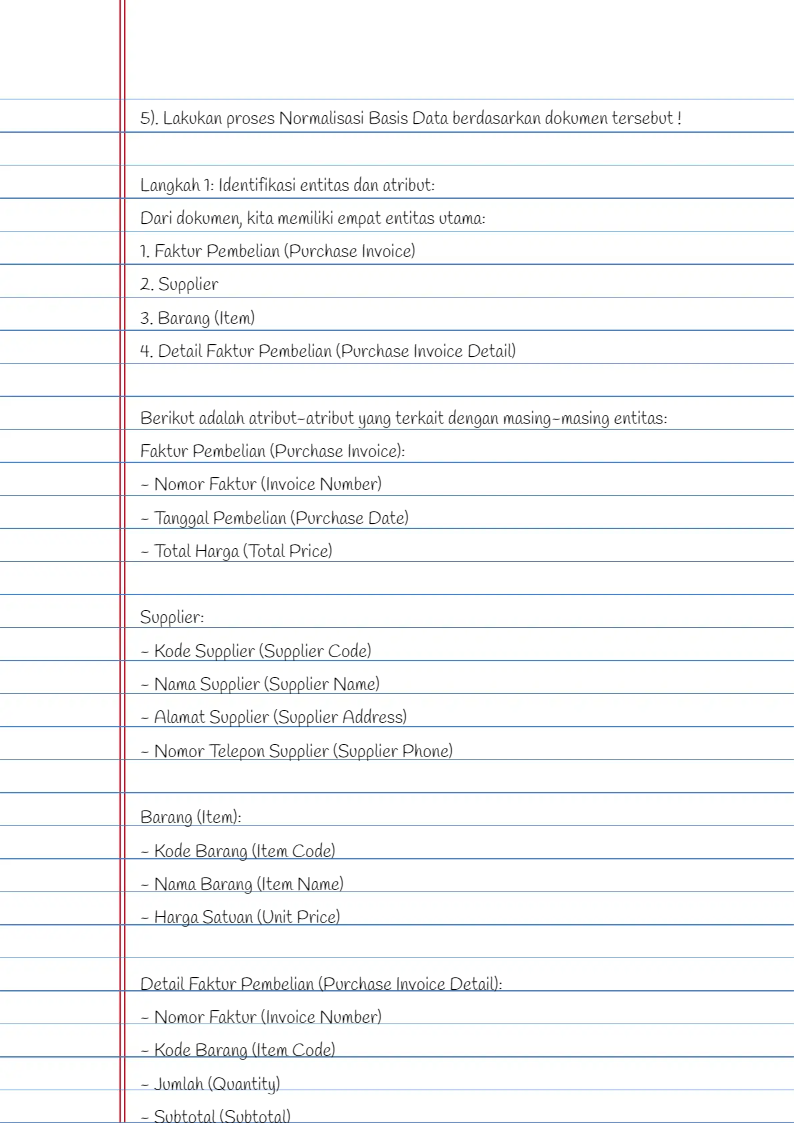 5). Lakukan proses Normalisasi Basis Data berdasarkan dokumen tersebut !
Langkah 1: Identifikasi entitas dan atribut:
Dari dokumen, kita memiliki empat entitas utama:
1. Faktur Pembelian (Purchase Invoice)
2. Supplier
3. Barang (Item)
4. Detail Faktur Pembelian (Purchase Invoice Detail)
Berikut adalah atribut-atribut yang terkait dengan masing-masing entitas:
Faktur Pembelian (Purchase Invoice):
- Nomor Faktur (Invoice Number)
- Tanggal Pembelian (Purchase Date)
- Total Harga (Total Price)
Supplier:
- Kode Supplier (Supplier Code)
- Nama Supplier (Supplier Name)
- Alamat Supplier (Supplier Address)
- Nomor Telepon Supplier (Supplier Phone)
Barang (Item):
- Kode Barang (Item Code)
- Nama Barang (Item Name)
- Harga Satuan (Unit Price)
Detail Faktur Pembelian (Purchase Invoice Detail):
- Nomor Faktur (Invoice Number)
- Kode Barang (Item Code)
- Jumlah (Quantity)
- Subtotal (Subtotal)